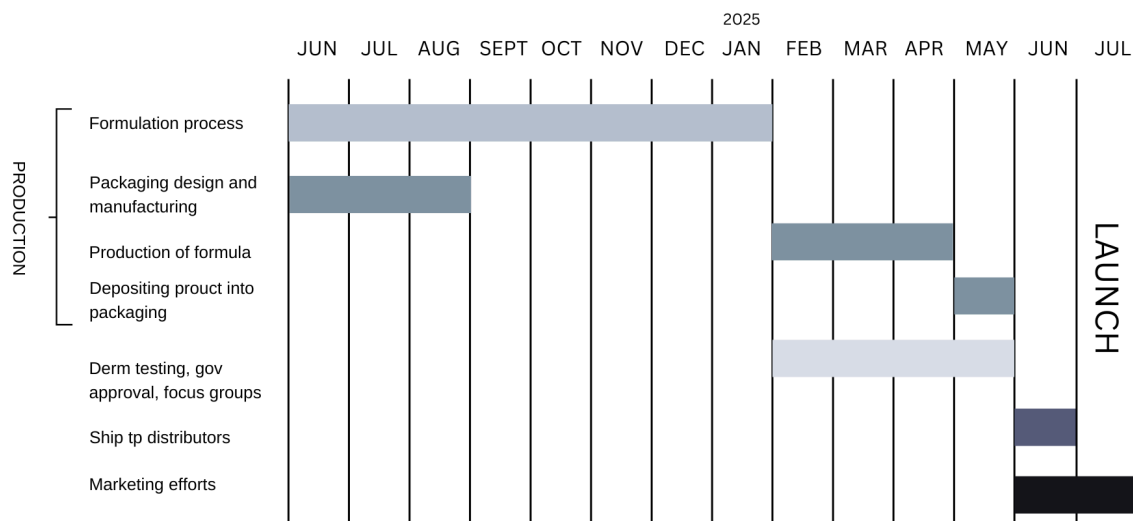 2025
JUN JUL AUG SEPT OCT NOV DEC JAN FEB MAR APR MAY JUN JUL
PRODUCTION
Formulation process
Packaging design and
manufacturing
Production of formula
Depositing prouct into
packaging
Derm testing, gov
approval, focus groups
Ship tp distributors
Marketing efforts
LAUNCH